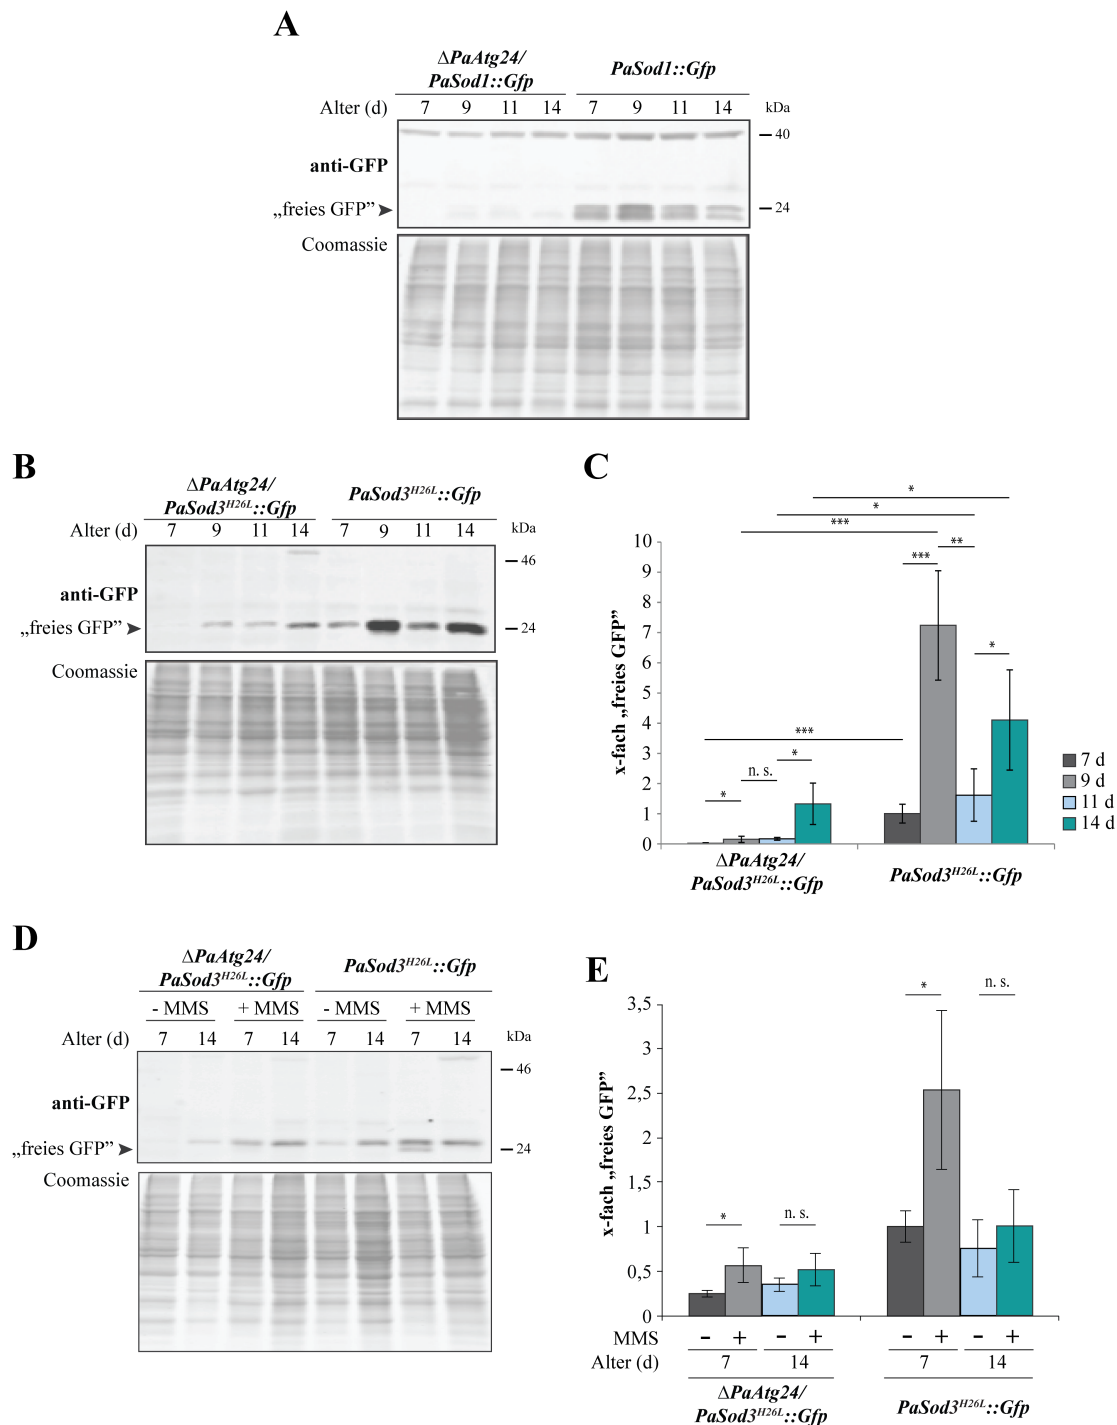 A
ΔPaAtg24/
PaSod1::Gfp
PaSod1::Gfp
Alter (d) 7 9 11 14 7 9 11 14 kDa
40
anti-GFP
„freies GFP” 24
Coomassie
B
ΔPaAtg24/
PaSod3H26L::Gfp
PaSod3H26L::Gfp
Alter (d) 7 9 11 14 7 9 11 14 kDa
46
anti-GFP
„freies GFP” 24
Coomassie
C
*
*
***
*** **
*
***
* n. s. *
x-fach „freies GFP”
10
9
8
7
6
5
4
3
2
1
0
7 d
9 d
11 d
14 d
ΔPaAtg24/
PaSod3H26L::Gfp
PaSod3H26L::Gfp
D
ΔPaAtg24/
PaSod3H26L::Gfp
PaSod3H26L::Gfp
- MMS + MMS - MMS + MMS
Alter (d) 7 14 7 14 7 14 7 14 kDa
46
anti-GFP
„freies GFP” 24
Coomassie
E
* n. s.
* n. s.
x-fach „freies GFP”
3,5
3
2,5
2
1,5
1
0,5
0
MMS - + - + - + - +
Alter (d) 7 14 7 14
ΔPaAtg24/
PaSod3H26L::Gfp
PaSod3H26L::Gfp